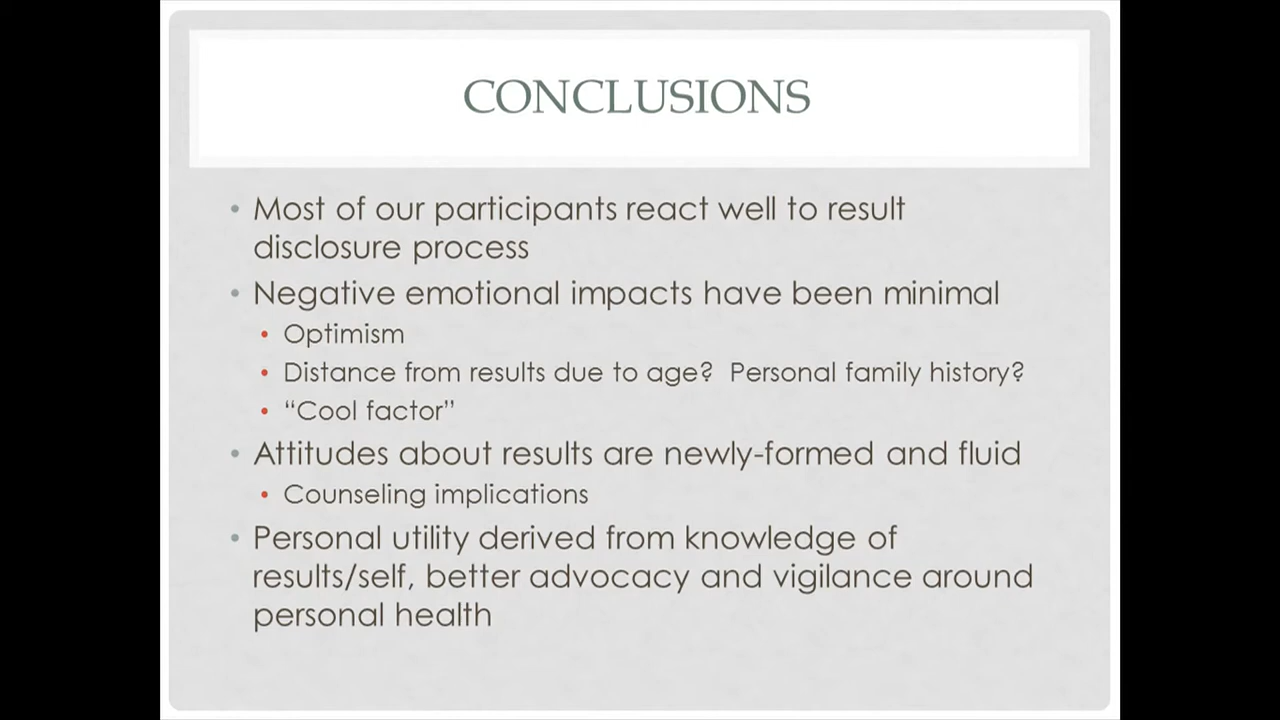 CONCLUSIONS
• Most of our participants react well to result
disclosure process
• Negative emotional impacts have been minimal
• Optimism
• Distance from results due to age?  Personal family history?
• “Cool factor”
• Attitudes about results are newly-formed and fluid
• Counseling implications
• Personal utility derived from knowledge of
results/self, better advocacy and vigilance around
personal health